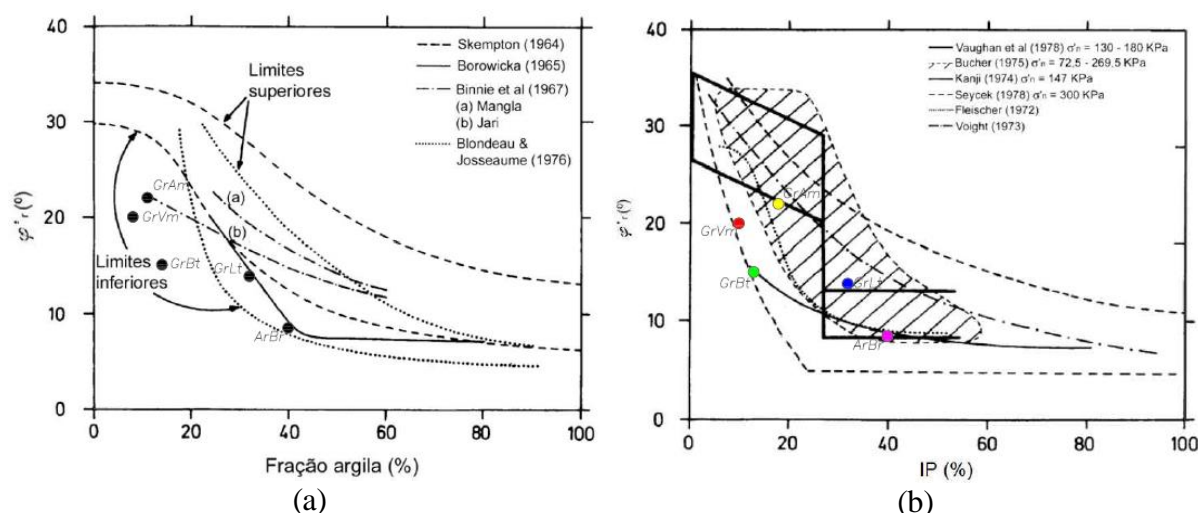 40
30
20
10
0
φ'r(º)
0
20
40
60
80
100
Fração argila (%)
Skempton (1964)
Borowicka (1965)
Binnie et al (1967)
(a) Mangla
(b) Jari
Blondeau &
Josseaume (1976)
Limites
superiores
GrAm
GrVm
(a)
(b)
GrBt
GrLt
Limites
inferiores
ArBr
(a)
40
30
20
10
0
φ'r(º)
0
20
40
60
80
100
IP (%)
Vaughan et al (1978) σ'n = 130 - 180 KPa
Bucher (1975) σ'n = 72,5 - 269,5 KPa
Kanji (1974) σ'n = 147 KPa
Seycek (1978) σ'n = 300 KPa
Fleischer (1972)
Voight (1973)
GrAm
GrVm
GrBt
GrLt
ArBr
(b)